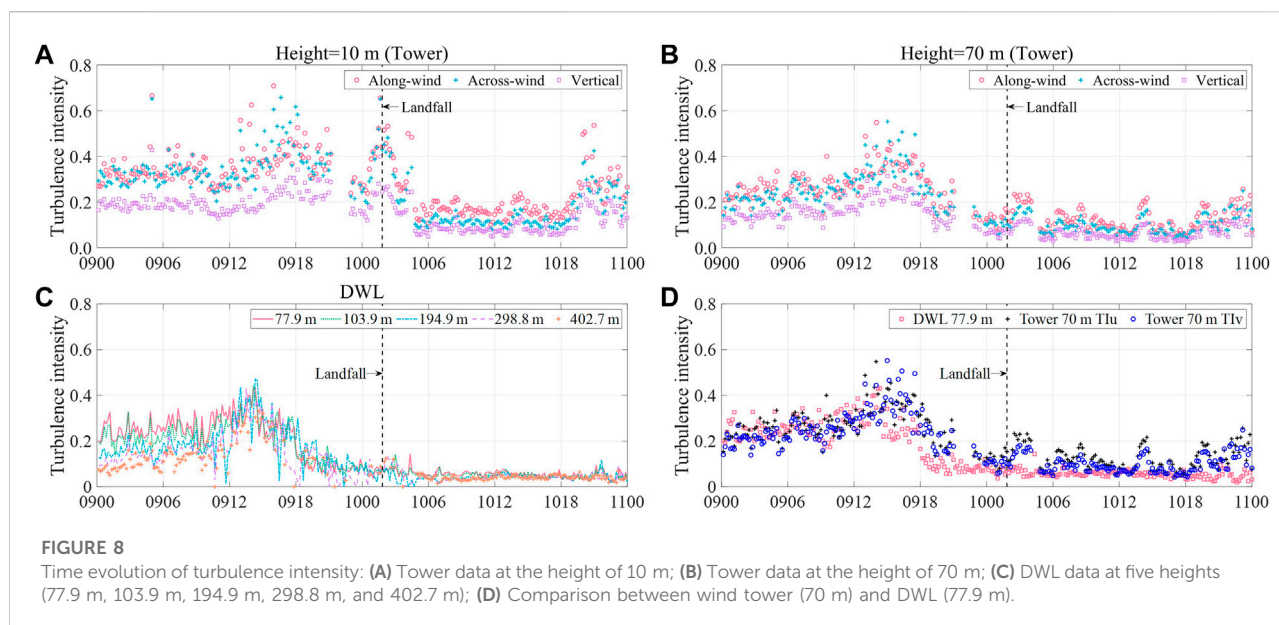 A
Height=10 m (Tower)
Along-wind Across-wind Vertical
Landfall
Turbulence intensity
0.8
0.6
0.4
0.2
0.0
0900 0906 0912 0918 1000 1006 1012 1018 1100
B
Height=70 m (Tower)
Along-wind Across-wind Vertical
Landfall
Turbulence intensity
0.8
0.6
0.4
0.2
0.0
0900 0906 0912 0918 1000 1006 1012 1018 1100
C
DWL
77.9 m 103.9 m 194.9 m 298.8 m 402.7 m
Landfall
Turbulence intensity
0.8
0.6
0.4
0.2
0
0900 0906 0912 0918 1000 1006 1012 1018 1100
D
DWL 77.9 m Tower 70 m TIu Tower 70 m TIv
Landfall
Turbulence intensity
0.8
0.6
0.4
0.2
0
0900 0906 0912 0918 1000 1006 1012 1018 1100
FIGURE 8
Time evolution of turbulence intensity: (A) Tower data at the height of 10 m; (B) Tower data at the height of 70 m; (C) DWL data at five heights
(77.9 m, 103.9 m, 194.9 m, 298.8 m, and 402.7 m); (D) Comparison between wind tower (70 m) and DWL (77.9 m).